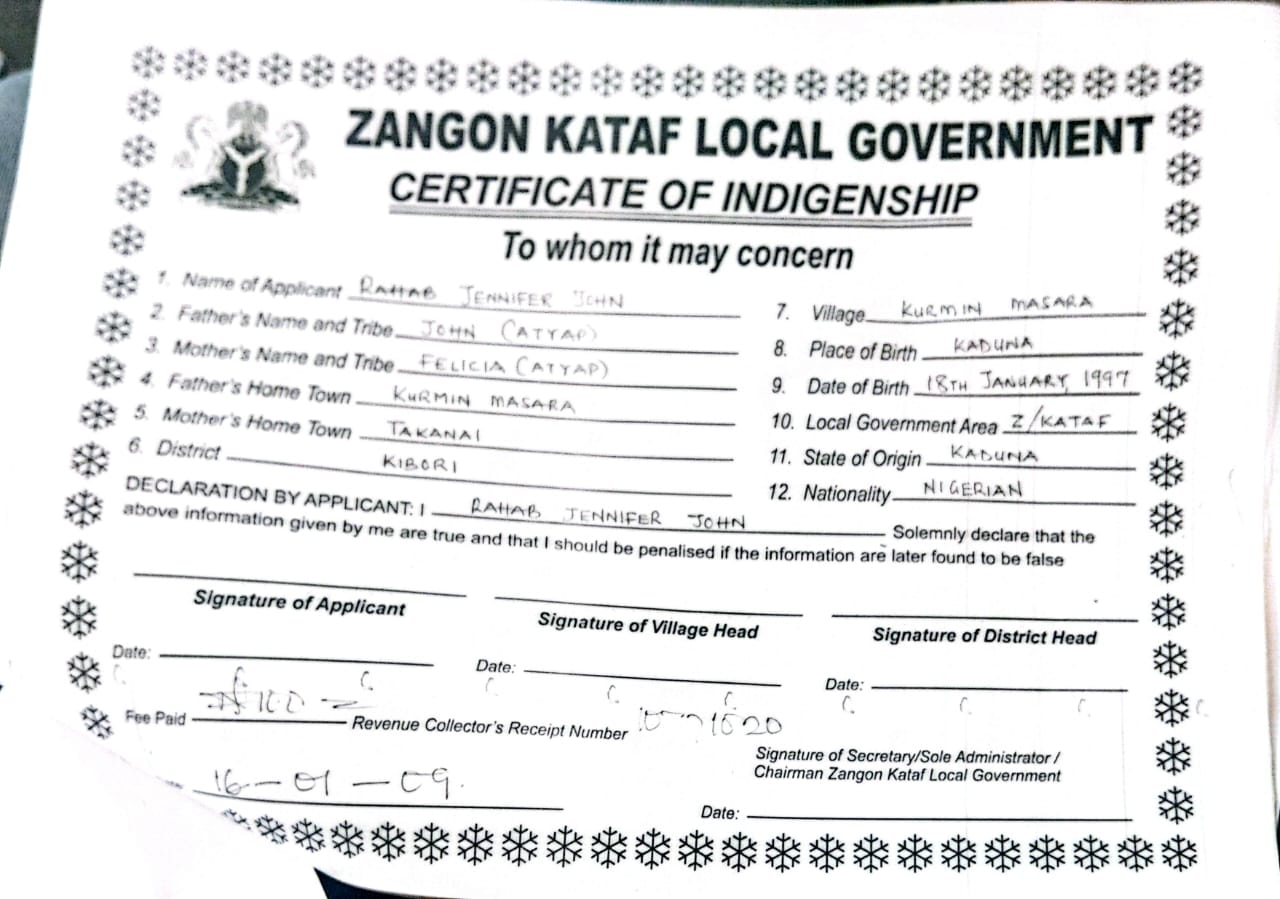 ZANGON KATAF LOCAL GOVERNMENT
CERTIFICATE OF INDIGENSHIP
To whom it may concern
1. Name of Applicant RAHAB JENNIFER JOHN
2. Father's Name and Tribe JOHN (ATYAP)
3. Mother's Name and Tribe FELICIA (ATYAP)
4. Father's Home Town KURMIN MASARA
5. Mother's Home Town TAKANAI
6. District KIBORI
7. Village KURMIN MASARA
8. Place of Birth KADUNA
9. Date of Birth 18TH JANUARY, 1997
10. Local Government Area Z/KATAF
11. State of Origin KADUNA
12. Nationality NIGERIAN
DECLARATION BY APPLICANT: I RAHAB JENNIFER JOHN Solemnly declare that the
above information given by me are true and that I should be penalised if the information are later found to be false
Signature of Applicant
Signature of Village Head
Signature of District Head
Date:
Date:
Date:
Fee Paid ₦100 = Revenue Collector's Receipt Number
Signature of Secretary/Sole Administrator /
Chairman Zangon Kataf Local Government
16-01-09.
Date: